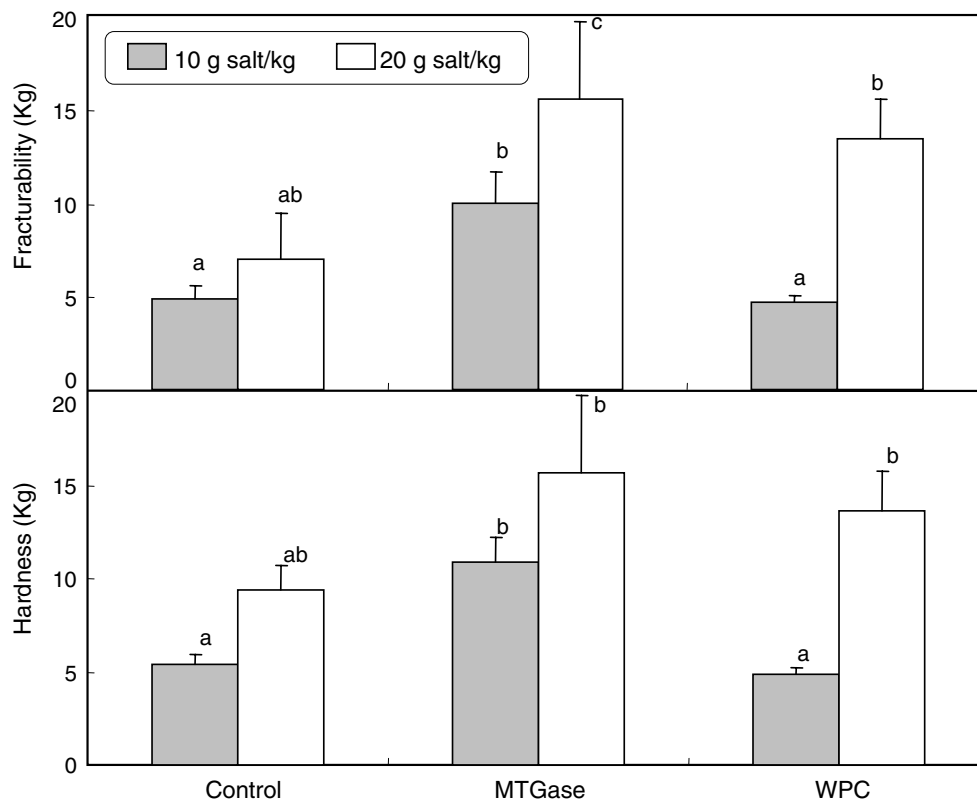 20
10 g salt/kg 20 g salt/kg
c
15
b
b
ab
10
a
a
5
0
Fracturability (Kg)
20
b
15
b
b
ab
10
a
a
5
0
Hardness (Kg)
Control MTGase WPC